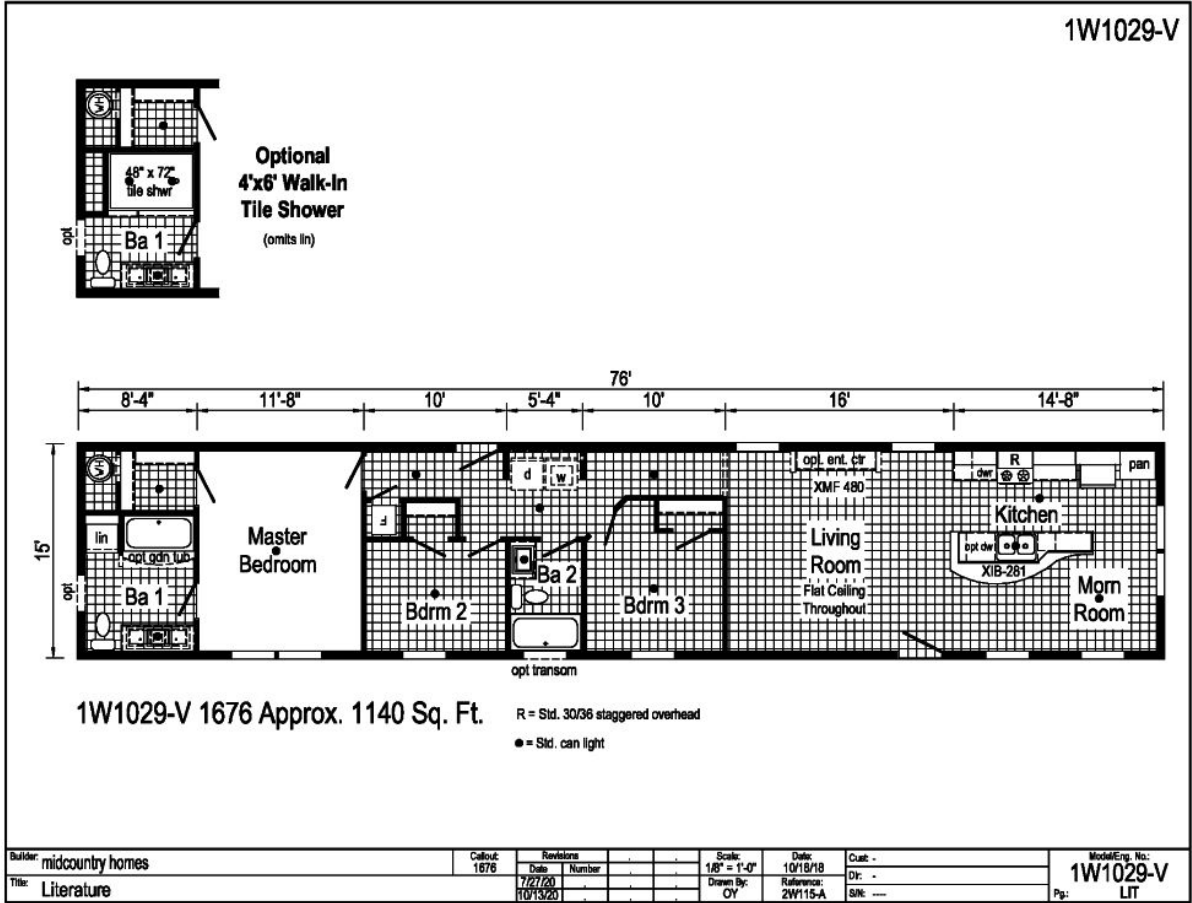 1W1029-V
WH
48" x 72"
tile shwr
opt
Ba 1
Optional
4'x6' Walk-In
Tile Shower
(omits lin)
76'
8'-4" 11'-8" 10' 5'-4" 10' 16' 14'-8"
15'
WH
lin
opt gdn tub
opt
Ba 1
Master
Bedroom
F
Bdrm 2
d w
Ba 2
opt transom
Bdrm 3
opt. ent. ctr
XMF 480
Living
Room
Flat Ceiling
Throughout
dwr
R
pan
Kitchen
opt dw
XIB-281
Morn
Room
1W1029-V 1676 Approx. 1140 Sq. Ft.
R = Std. 30/36 staggered overhead
● = Std. can light
Builder: midcountry homes
Title: Literature
Callout:
1676
Revisions
Date Number
7/27/20
10/13/20
Scale:
1/8" = 1'-0"
Drawn By:
OY
Date:
10/18/18
Reference:
2W115-A
Cust: -
Dir: -
S/N: ----
Model/Eng. No.:
1W1029-V
Pg.: LIT